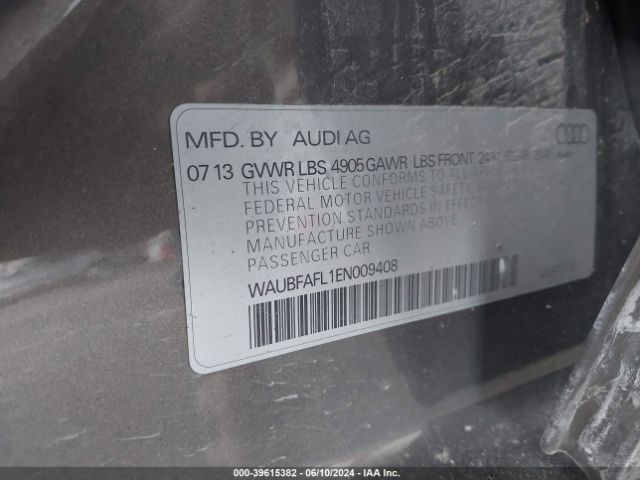 MFD. BY AUDI AG
07 13 GVWR LBS 4905 GAWR LBS FRONT
THIS VEHICLE CONFORMS TO ALL
FEDERAL MOTOR VEHICLE SAFETY,
PREVENTION STANDARDS IN EFFECT
MANUFACTURE SHOWN ABOVE
PASSENGER CAR
WAUBFAFL1EN009408
000-39615382 - 06/10/2024 - IAA Inc.